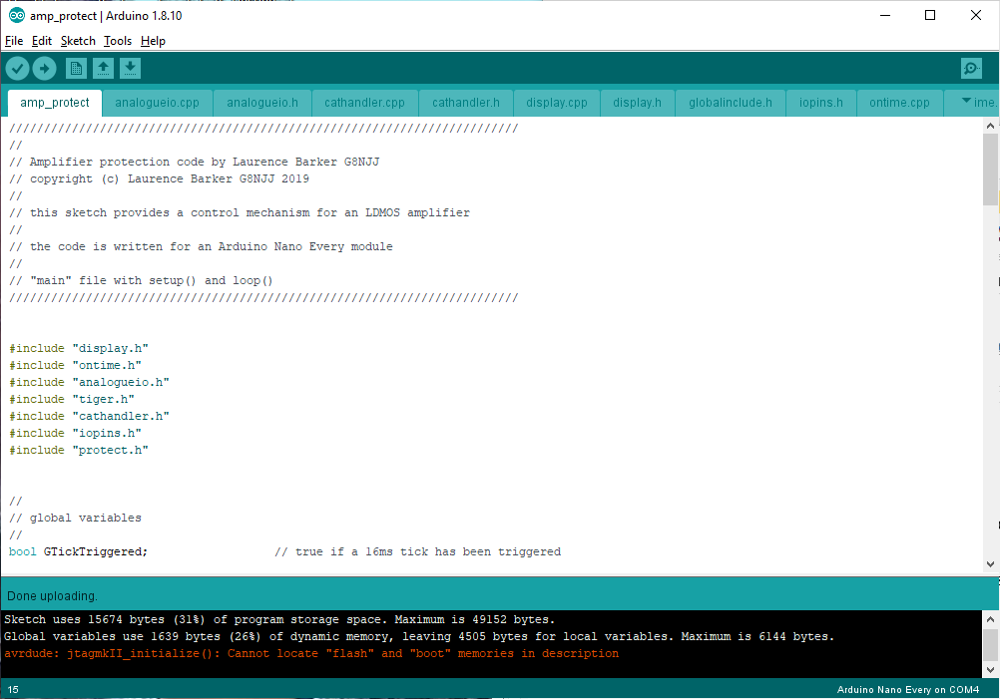 amp_protect | Arduino 1.8.10
File Edit Sketch Tools Help
amp_protect analogueio.cpp analogueio.h cathandler.cpp cathandler.h display.cpp display.h globalinclude.h iopins.h ontime.cpp ime.
/////////////////////////////////////////////////////////////////////////
//
// Amplifier protection code by Laurence Barker G8NJJ
// copyright (c) Laurence Barker G8NJJ 2019
//
// this sketch provides a control mechanism for an LDMOS amplifier
//
// the code is written for an Arduino Nano Every module
//
// "main" file with setup() and loop()
/////////////////////////////////////////////////////////////////////////
#include "display.h"
#include "ontime.h"
#include "analogueio.h"
#include "tiger.h"
#include "cathandler.h"
#include "iopins.h"
#include "protect.h"
//
// global variables
//
bool GTickTriggered; // true if a 16ms tick has been triggered
Done uploading.
Sketch uses 15674 bytes (31%) of program storage space. Maximum is 49152 bytes.
Global variables use 1639 bytes (26%) of dynamic memory, leaving 4505 bytes for local variables. Maximum is 6144 bytes.
avrdude: jtagmkII_initialize(): Cannot locate "flash" and "boot" memories in description
15 Arduino Nano Every on COM4